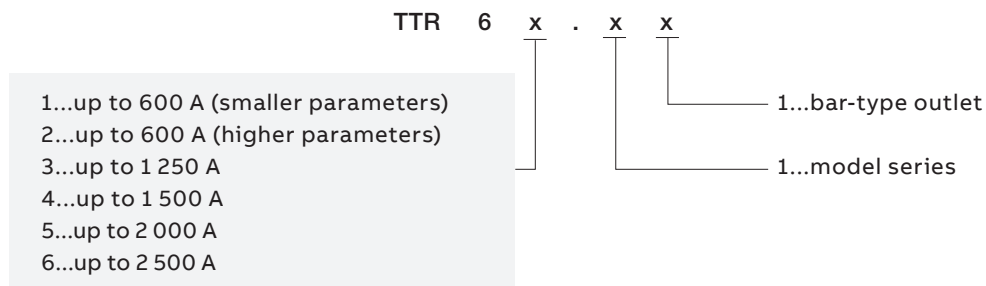 TTR 6 x . x x
1...up to 600 A (smaller parameters)
1...bar-type outlet
2...up to 600 A (higher parameters)
3...up to 1 250 A
1...model series
4...up to 1 500 A
5...up to 2 000 A
6...up to 2 500 A